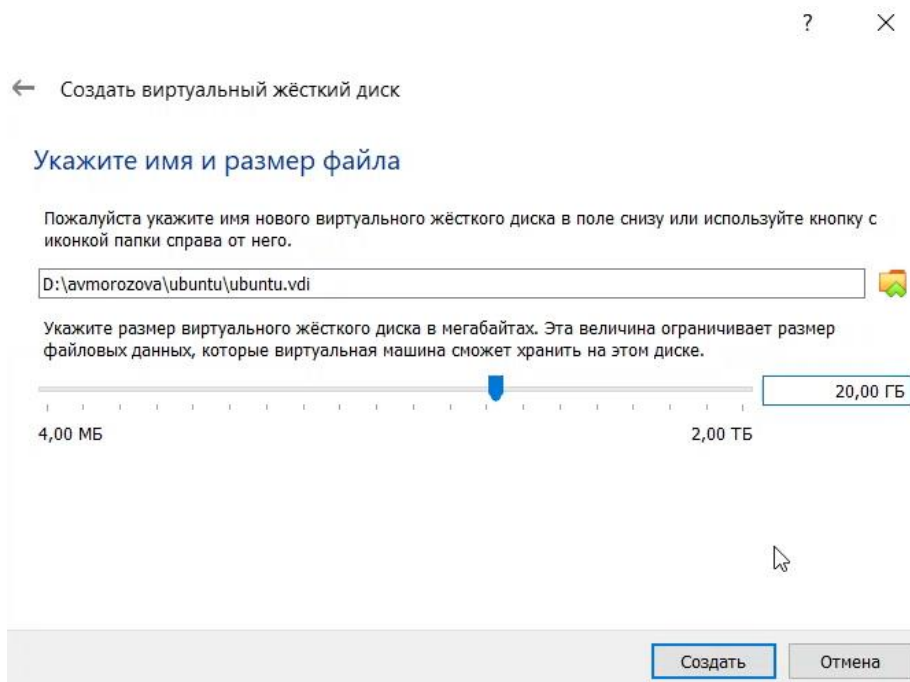 ?
Создать виртуальный жёсткий диск
Укажите имя и размер файла
Пожалуйста укажите имя нового виртуального жёсткого диска в поле снизу или используйте кнопку с
иконкой папки справа от него.
D:\avmorozova\ubuntu\ubuntu.vdi
Укажите размер виртуального жёсткого диска в мегабайтах. Эта величина ограничивает размер
файловых данных, которые виртуальная машина сможет хранить на этом диске.
20,00 ГБ
4,00 МБ 2,00 ТБ
Создать Отмена